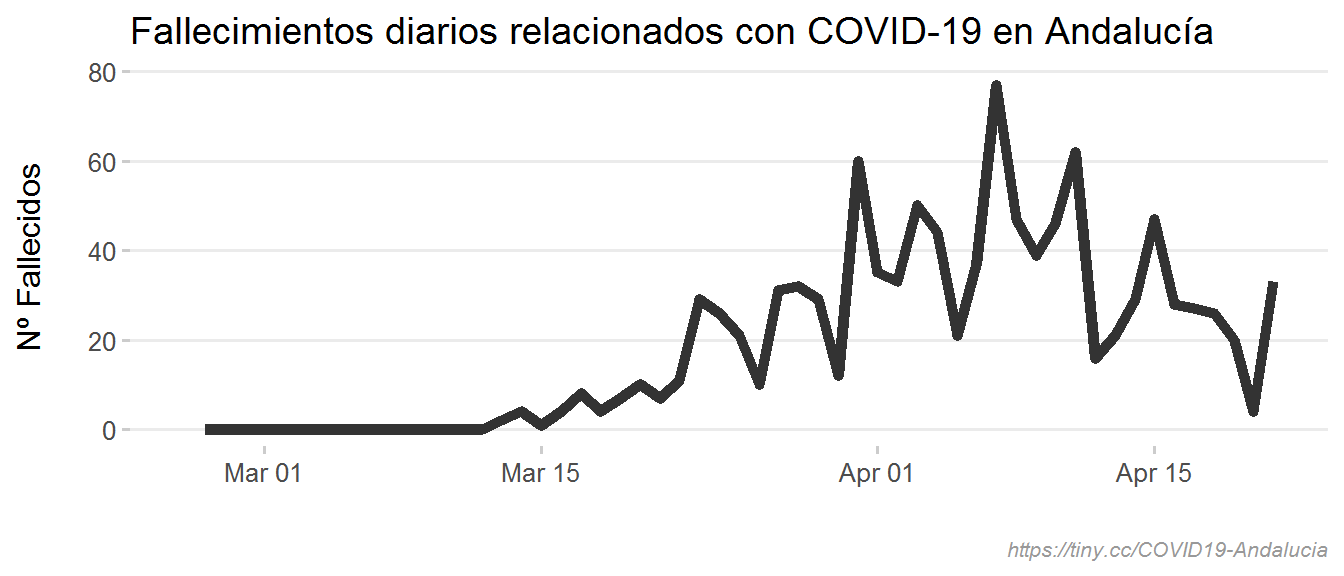 Fallecimientos diarios relacionados con COVID-19 en Andalucía
Nº Fallecidos
80
60
40
20
0
Mar 01 Mar 15 Apr 01 Apr 15
https://tiny.cc/COVID19-Andalucia